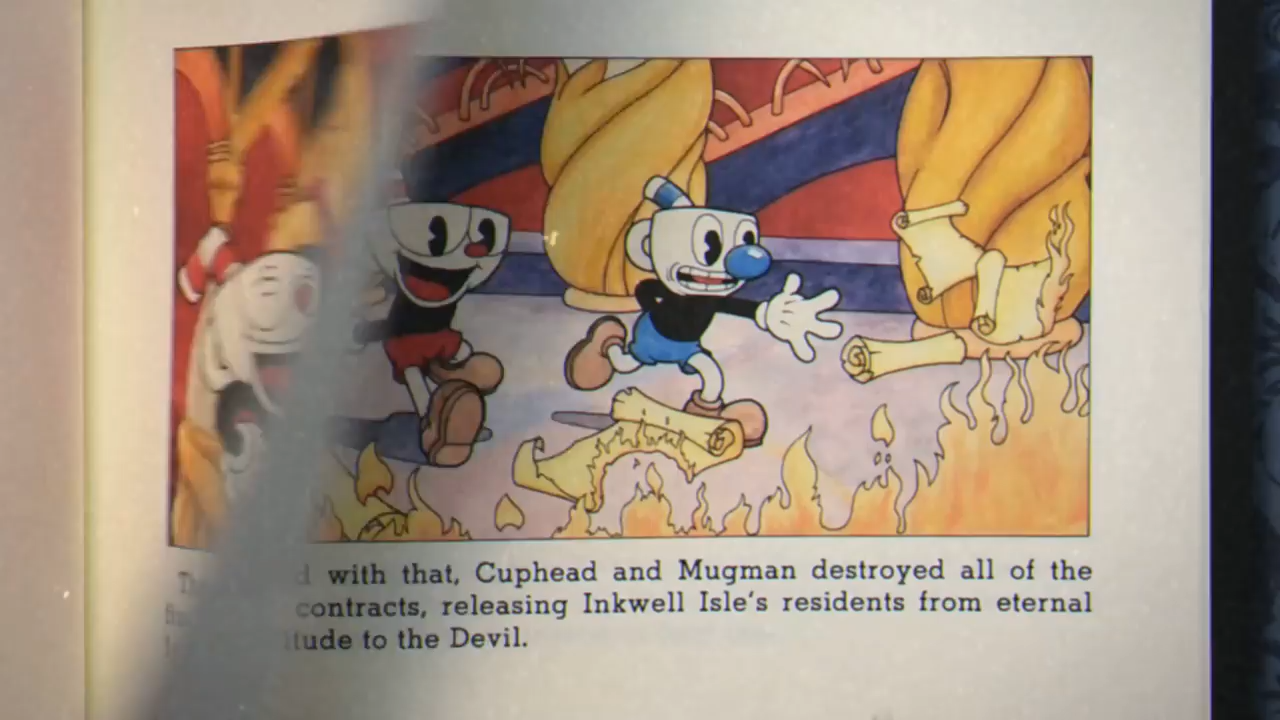 with that, Cuphead and Mugman destroyed all of the
contracts, releasing Inkwell Isle's residents from eternal
to the Devil.